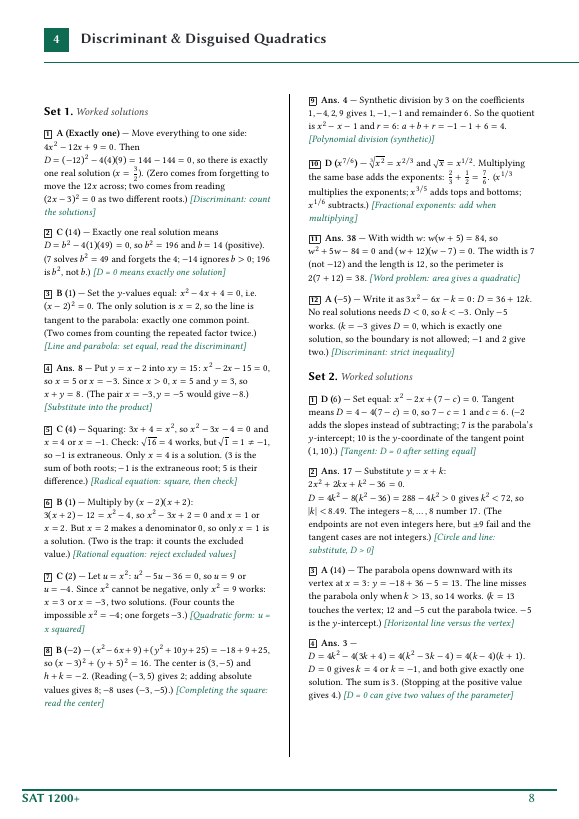 4 Discriminant & Disguised Quadratics
Set 1. Worked solutions
1 A (Exactly one) — Move everything to one side:
4x² − 12x + 9 = 0. Then
D = (−12)² − 4(4)(9) = 144 − 144 = 0, so there is exactly
one real solution (x = 3/2). (Zero comes from forgetting to
move the 12x across; two comes from reading
(2x − 3)² = 0 as two different roots.) [Discriminant: count
the solutions]
2 C (14) — Exactly one real solution means
D = b² − 4(1)(49) = 0, so b² = 196 and b = 14 (positive).
(7 solves b² = 49 and forgets the 4; −14 ignores b > 0; 196
is b², not b.) [D = 0 means exactly one solution]
3 B (1) — Set the y-values equal: x² − 4x + 4 = 0, i.e.
(x − 2)² = 0. The only solution is x = 2, so the line is
tangent to the parabola: exactly one common point.
(Two comes from counting the repeated factor twice.)
[Line and parabola: set equal, read the discriminant]
4 Ans. 8 — Put y = x − 2 into xy = 15: x² − 2x − 15 = 0,
so x = 5 or x = −3. Since x > 0, x = 5 and y = 3, so
x + y = 8. (The pair x = −3, y = −5 would give −8.)
[Substitute into the product]
5 C (4) — Squaring: 3x + 4 = x², so x² − 3x − 4 = 0 and
x = 4 or x = −1. Check: √16 = 4 works, but √1 = 1 ≠ −1,
so −1 is extraneous. Only x = 4 is a solution. (3 is the
sum of both roots; −1 is the extraneous root; 5 is their
difference.) [Radical equation: square, then check]
6 B (1) — Multiply by (x − 2)(x + 2):
3(x + 2) − 12 = x² − 4, so x² − 3x + 2 = 0 and x = 1 or
x = 2. But x = 2 makes a denominator 0, so only x = 1 is
a solution. (Two is the trap: it counts the excluded
value.) [Rational equation: reject excluded values]
7 C (2) — Let u = x²: u² − 5u − 36 = 0, so u = 9 or
u = −4. Since x² cannot be negative, only x² = 9 works:
x = 3 or x = −3, two solutions. (Four counts the
impossible x² = −4; one forgets −3.) [Quadratic form: u =
x squared]
8 B (−2) — (x² − 6x + 9) + (y² + 10y + 25) = −18 + 9 + 25,
so (x − 3)² + (y + 5)² = 16. The center is (3, −5) and
h + k = −2. (Reading (−3, 5) gives 2; adding absolute
values gives 8; −8 uses (−3, −5).) [Completing the square:
read the center]
9 Ans. 4 — Synthetic division by 3 on the coefficients
1, −4, 2, 9 gives 1, −1, −1 and remainder 6. So the quotient
is x² − x − 1 and r = 6: a + b + r = −1 − 1 + 6 = 4.
[Polynomial division (synthetic)]
10 D (x^(7/6)) — ∛x² = x^(2/3) and √x = x^(1/2). Multiplying
the same base adds the exponents: 2/3 + 1/2 = 7/6. (x^(1/3)
multiplies the exponents; x^(3/5) adds tops and bottoms;
x^(1/6) subtracts.) [Fractional exponents: add when
multiplying]
11 Ans. 38 — With width w: w(w + 5) = 84, so
w² + 5w − 84 = 0 and (w + 12)(w − 7) = 0. The width is 7
(not −12) and the length is 12, so the perimeter is
2(7 + 12) = 38. [Word problem: area gives a quadratic]
12 A (−5) — Write it as 3x² − 6x − k = 0: D = 36 + 12k.
No real solutions needs D < 0, so k < −3. Only −5
works. (k = −3 gives D = 0, which is exactly one
solution, so the boundary is not allowed; −1 and 2 give
two.) [Discriminant: strict inequality]
Set 2. Worked solutions
1 D (6) — Set equal: x² − 2x + (7 − c) = 0. Tangent
means D = 4 − 4(7 − c) = 0, so 7 − c = 1 and c = 6. (−2
adds the slopes instead of subtracting; 7 is the parabola's
y-intercept; 10 is the y-coordinate of the tangent point
(1, 10).) [Tangent: D = 0 after setting equal]
2 Ans. 17 — Substitute y = x + k:
2x² + 2kx + k² − 36 = 0.
D = 4k² − 8(k² − 36) = 288 − 4k² > 0 gives k² < 72, so
|k| < 8.49. The integers −8, … , 8 number 17. (The
endpoints are not even integers here, but ±9 fail and the
tangent cases are not integers.) [Circle and line:
substitute, D > 0]
3 A (14) — The parabola opens downward with its
vertex at x = 3: y = −18 + 36 − 5 = 13. The line misses
the parabola only when k > 13, so 14 works. (k = 13
touches the vertex; 12 and −5 cut the parabola twice. −5
is the y-intercept.) [Horizontal line versus the vertex]
4 Ans. 3 —
D = 4k² − 4(3k + 4) = 4(k² − 3k − 4) = 4(k − 4)(k + 1).
D = 0 gives k = 4 or k = −1, and both give exactly one
solution. The sum is 3. (Stopping at the positive value
gives 4.) [D = 0 can give two values of the parameter]
SAT 1200+ 8